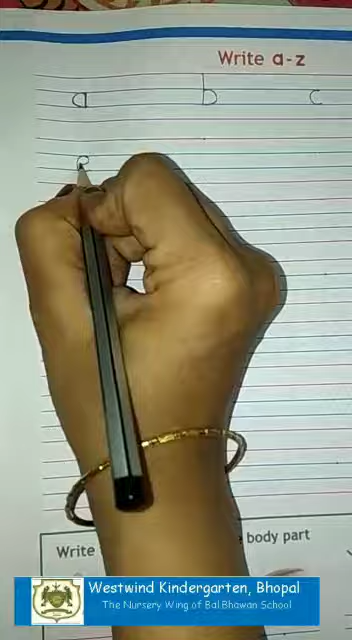 Write a-z
a b c
body part
Write
Westwind Kindergarten, Bhopal
The Nursery Wing of Bal Bhawan School